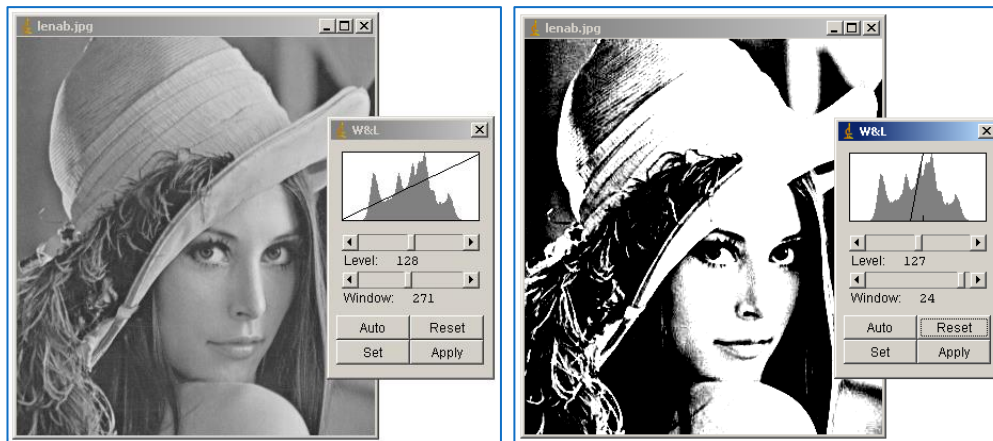 lenab.jpg
W&L
Level: 128
Window: 271
Auto Reset
Set Apply
lenab.jpg
W&L
Level: 127
Window: 24
Auto Reset
Set Apply